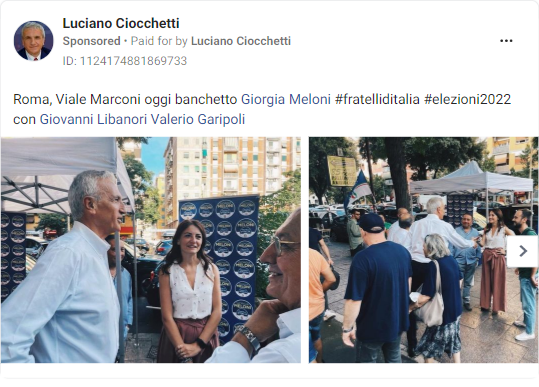 Luciano Ciocchetti
Sponsored • Paid for by Luciano Ciocchetti
ID: 1124174881869733
Roma, Viale Marconi oggi banchetto Giorgia Meloni #fratelliditalia #elezioni2022
con Giovanni Libanori Valerio Garipoli
MELONI